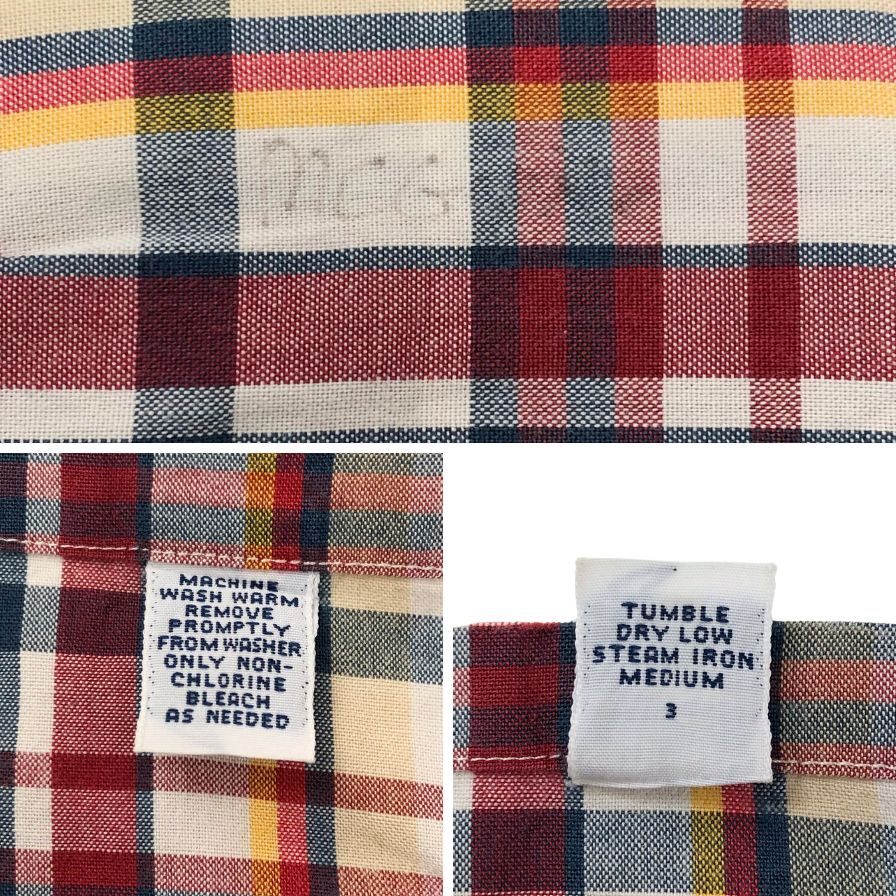 MCG
MACHINE
WASH WARM
REMOVE
PROMPTLY
FROM WASHER
ONLY NON-
CHLORINE
BLEACH
AS NEEDED
TUMBLE
DRY LOW
STEAM IRON
MEDIUM
3